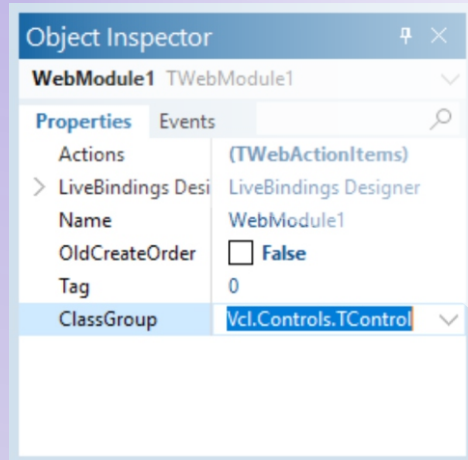 Object Inspector
WebModule1 TWebModule1
Properties Events
Actions (TWebActionItems)
LiveBindings Desi LiveBindings Designer
Name WebModule1
OldCreateOrder False
Tag 0
ClassGroup Vcl.Controls.TControl